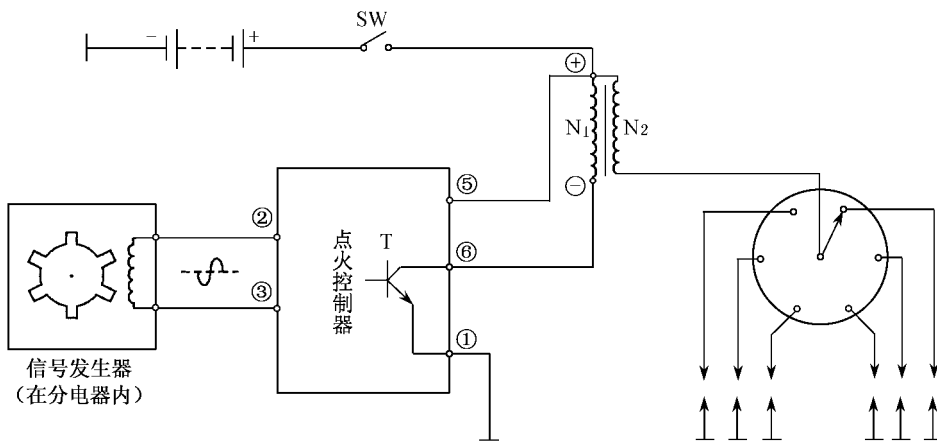 SW
−
+
⊕
N1
N2
⊖
⑤
②
点火控制器
T
⑥
③
①
信号发生器
（在分电器内）